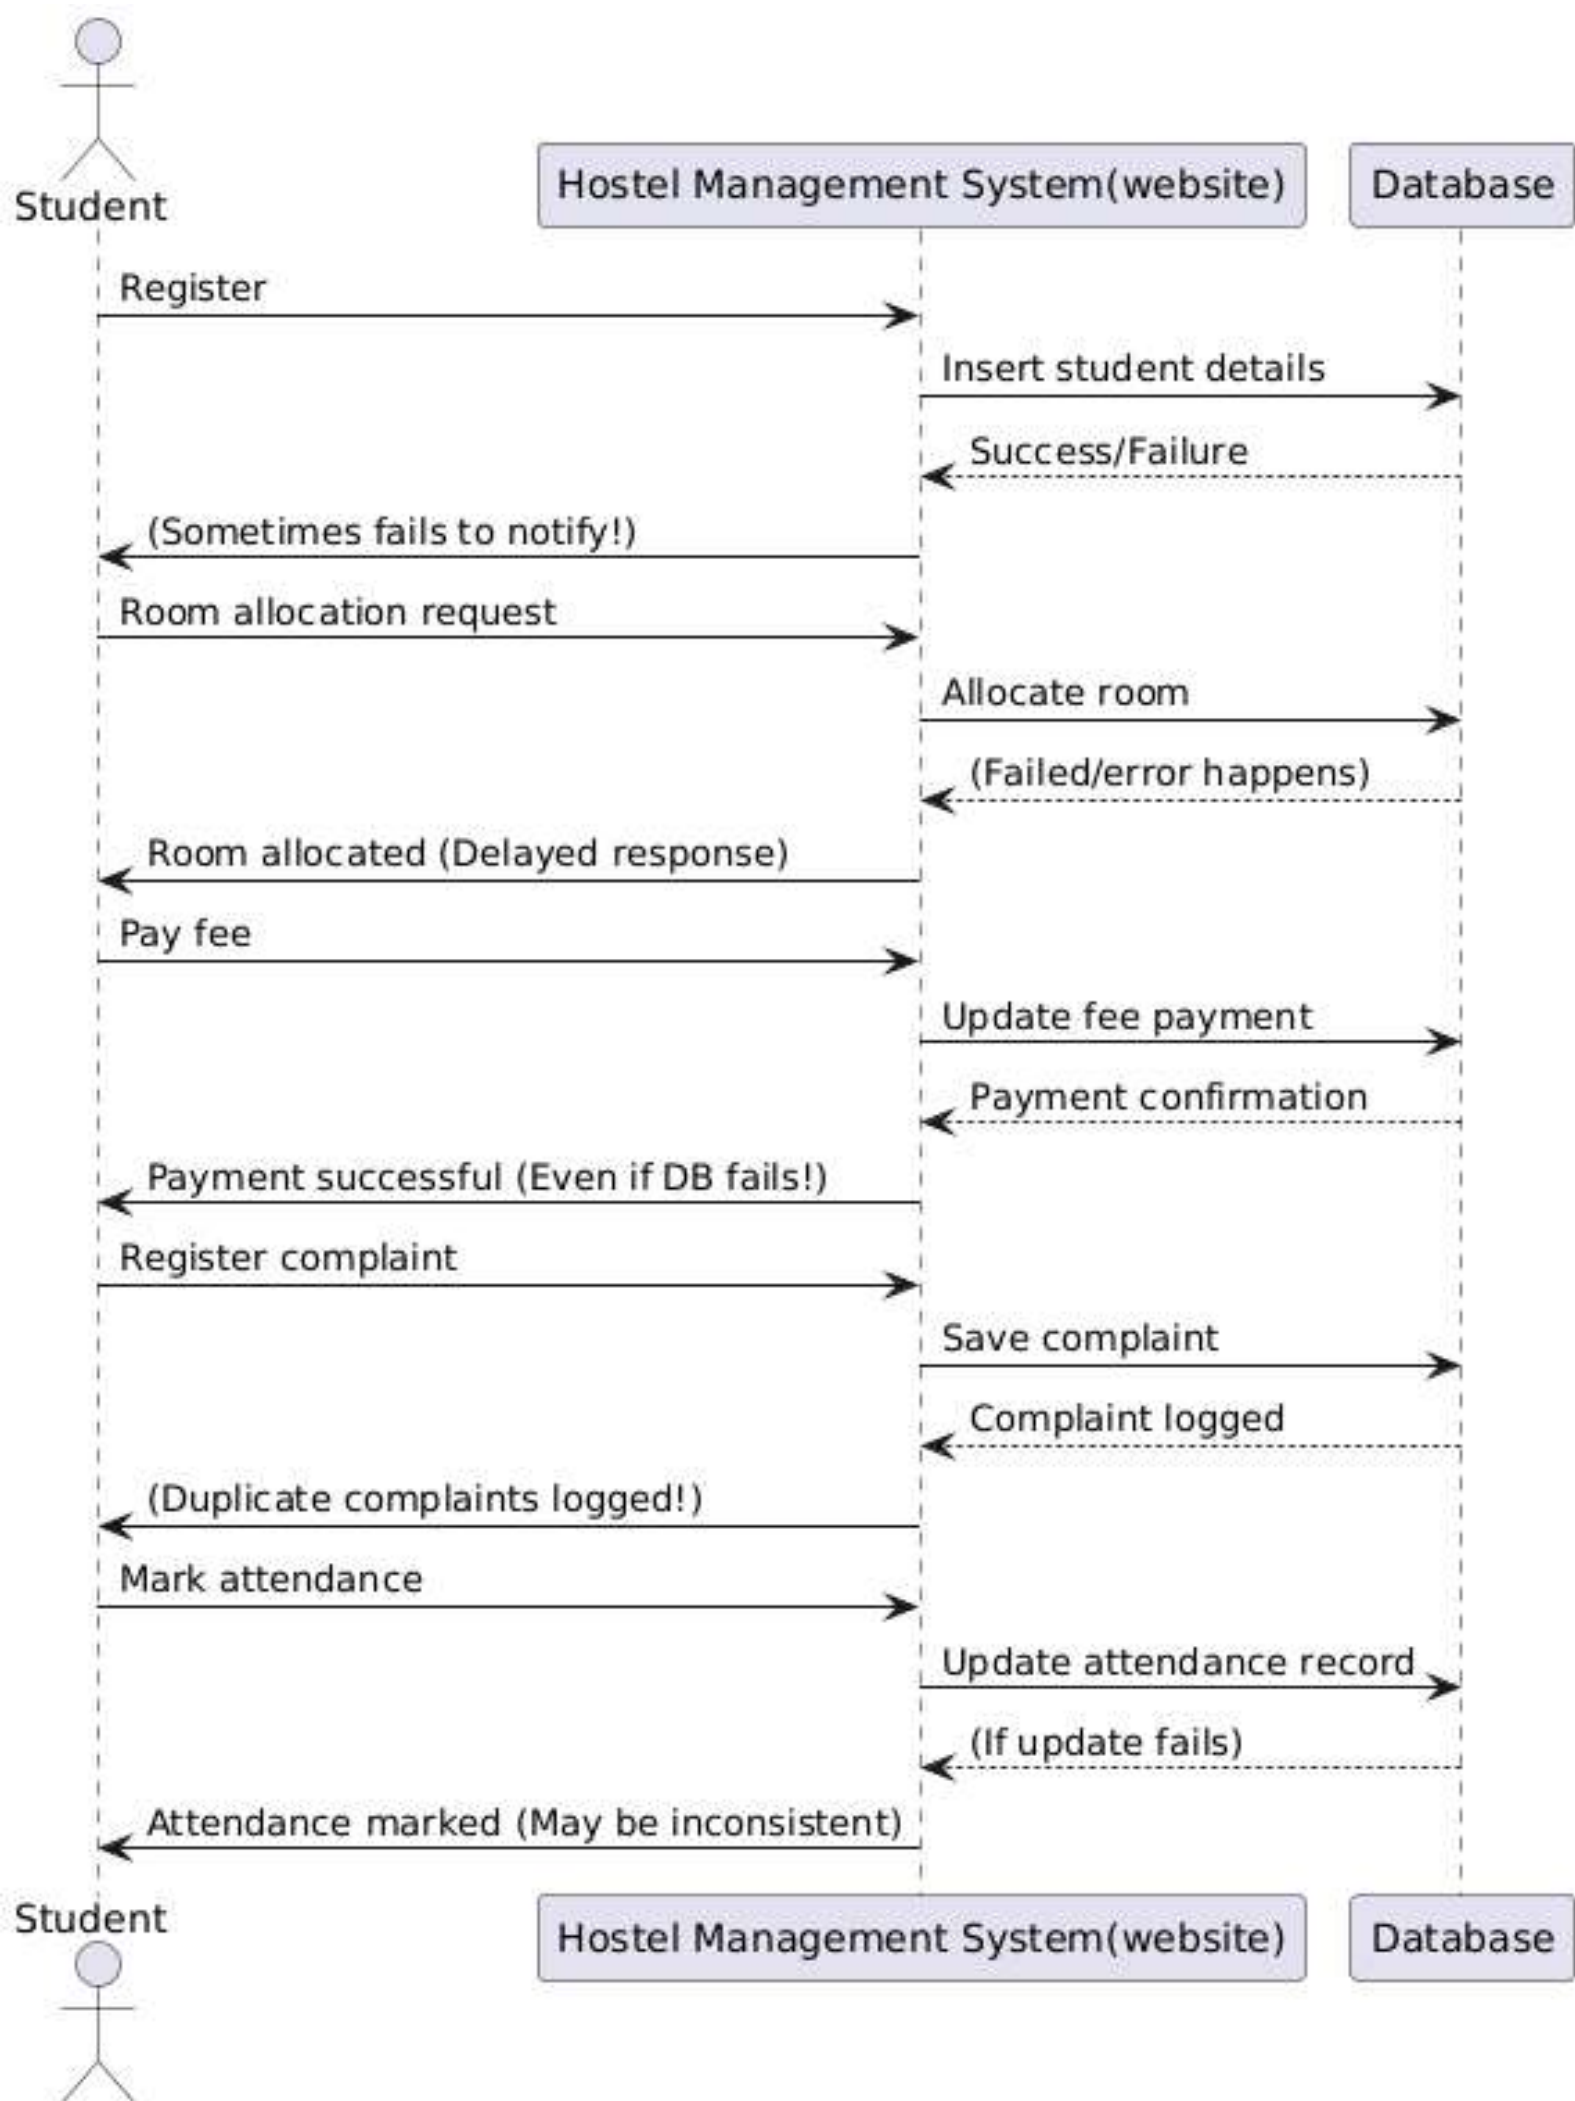 Student
Hostel Management System(website)
Database
Register
Insert student details
Success/Failure
(Sometimes fails to notify!)
Room allocation request
Allocate room
(Failed/error happens)
Room allocated (Delayed response)
Pay fee
Update fee payment
Payment confirmation
Payment successful (Even if DB fails!)
Register complaint
Save complaint
Complaint logged
(Duplicate complaints logged!)
Mark attendance
Update attendance record
(If update fails)
Attendance marked (May be inconsistent)
Student
Hostel Management System(website)
Database